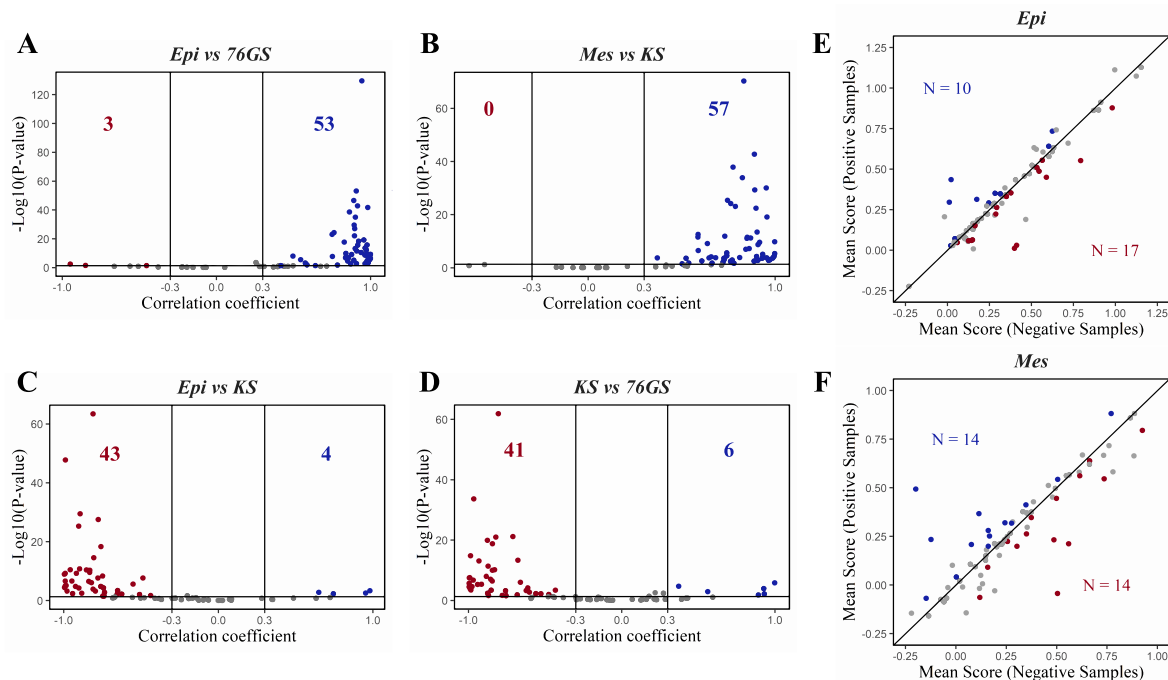 A
Epi vs 76GS
-Log10(P-value)
120
100
80
60
40
20
0
3
53
-1.0
-0.3
0.0
0.3
1.0
Correlation coefficient
B
Mes vs KS
-Log10(P-value)
60
40
20
0
0
57
-0.3
0.0
0.3
1.0
Correlation coefficient
E
Epi
Mean Score (Positive Samples)
1.25
1.00
0.75
0.50
0.25
0.00
-0.25
N = 10
N = 17
-0.25
0.00
0.25
0.50
0.75
1.00
1.25
Mean Score (Negative Samples)
C
Epi vs KS
-Log10(P-value)
60
40
20
0
43
4
-1.0
-0.3
0.0
0.3
1.0
Correlation coefficient
D
KS vs 76GS
-Log10(P-value)
60
40
20
0
41
6
-1.0
-0.3
0.0
0.3
1.0
Correlation coefficient
F
Mes
Mean Score (Positive Samples)
1.00
0.75
0.50
0.25
0.00
-0.25
N = 14
N = 14
-0.25
0.00
0.25
0.50
0.75
1.00
Mean Score (Negative Samples)